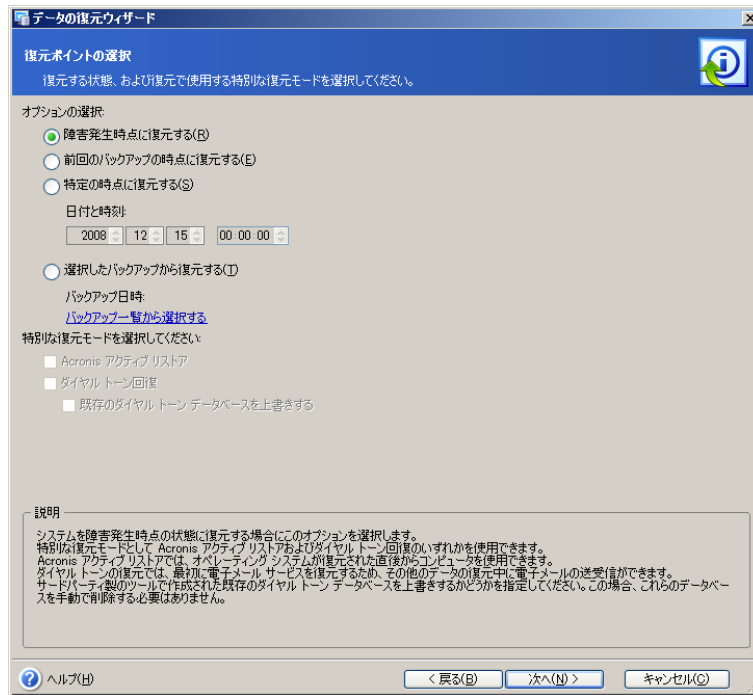 データの復元ウィザード
復元ポイントの選択
復元する状態、および復元で使用する特別な復元モードを選択してください。
オプションの選択:
障害発生時点に復元する(R)
前回のバックアップの時点に復元する(E)
特定の時点に復元する(S)
日付と時刻:
2008 12 15 00:00:00
選択したバックアップから復元する(T)
バックアップ日時:
バックアップ一覧から選択する
特別な復元モードを選択してください:
Acronis アクティブ リストア
ダイヤル トーン回復
既存のダイヤル トーン データベースを上書きする
説明
システムを障害発生時点の状態に復元する場合にこのオプションを選択します。
特別な復元モードとして Acronis アクティブ リストアおよびダイヤル トーン回復のいずれかを使用できます。
Acronis アクティブ リストアでは、オペレーティング システムが復元された直後からコンピュータを使用できます。
ダイヤル トーンの復元では、最初に電子メール サービスを復元するため、その他のデータの復元中に電子メールの送受信ができます。
サードパーティ製のツールで作成された既存のダイヤル トーン データベースを上書きするかどうかを指定してください。この場合、これらのデータベー
スを手動で削除する必要はありません。
ヘルプ(H)
< 戻る(B) 次へ(N) > キャンセル(C)